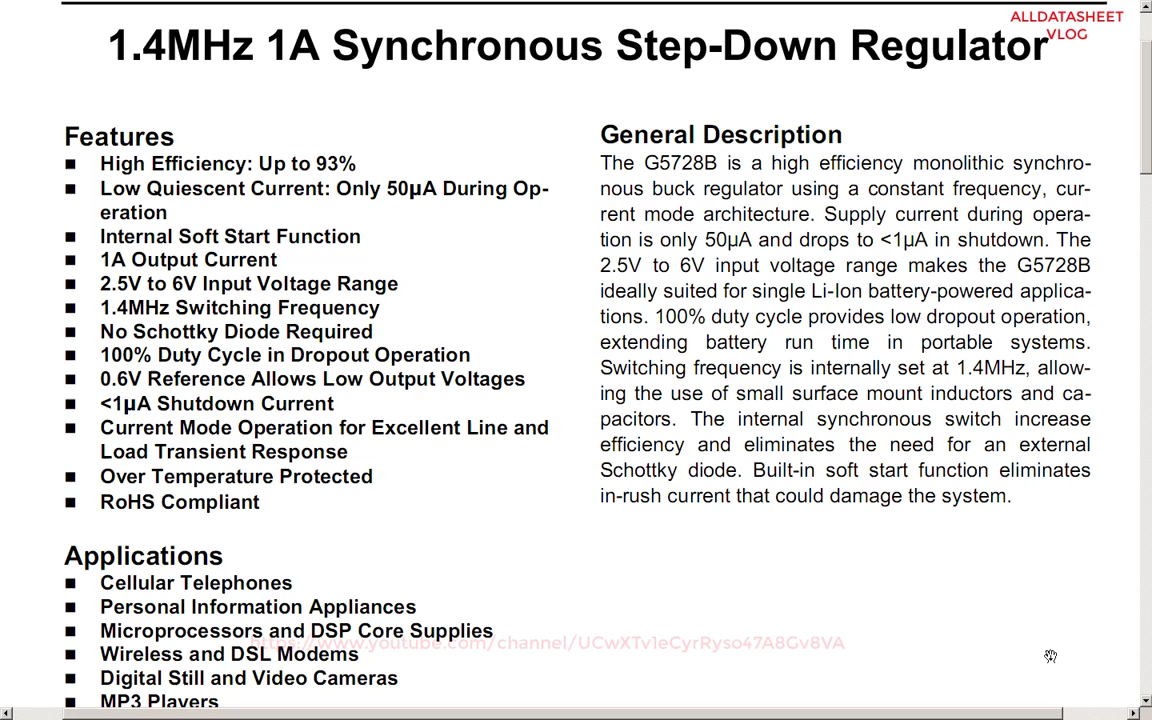 ALLDATASHEET
VLOG
1.4MHz 1A Synchronous Step-Down Regulator
Features
■ High Efficiency: Up to 93%
■ Low Quiescent Current: Only 50µA During Op-
eration
■ Internal Soft Start Function
■ 1A Output Current
■ 2.5V to 6V Input Voltage Range
■ 1.4MHz Switching Frequency
■ No Schottky Diode Required
■ 100% Duty Cycle in Dropout Operation
■ 0.6V Reference Allows Low Output Voltages
■ <1µA Shutdown Current
■ Current Mode Operation for Excellent Line and
Load Transient Response
■ Over Temperature Protected
■ RoHS Compliant
Applications
■ Cellular Telephones
■ Personal Information Appliances
■ Microprocessors and DSP Core Supplies
■ Wireless and DSL Modems
■ Digital Still and Video Cameras
■ MP3 Players
General Description
The G5728B is a high efficiency monolithic synchro-
nous buck regulator using a constant frequency, cur-
rent mode architecture. Supply current during opera-
tion is only 50µA and drops to <1µA in shutdown. The
2.5V to 6V input voltage range makes the G5728B
ideally suited for single Li-Ion battery-powered applica-
tions. 100% duty cycle provides low dropout operation,
extending battery run time in portable systems.
Switching frequency is internally set at 1.4MHz, allow-
ing the use of small surface mount inductors and ca-
pacitors. The internal synchronous switch increase
efficiency and eliminates the need for an external
Schottky diode. Built-in soft start function eliminates
in-rush current that could damage the system.
https://www.youtube.com/channel/UCwXTv1eCyrRyso47A8Gv8VA